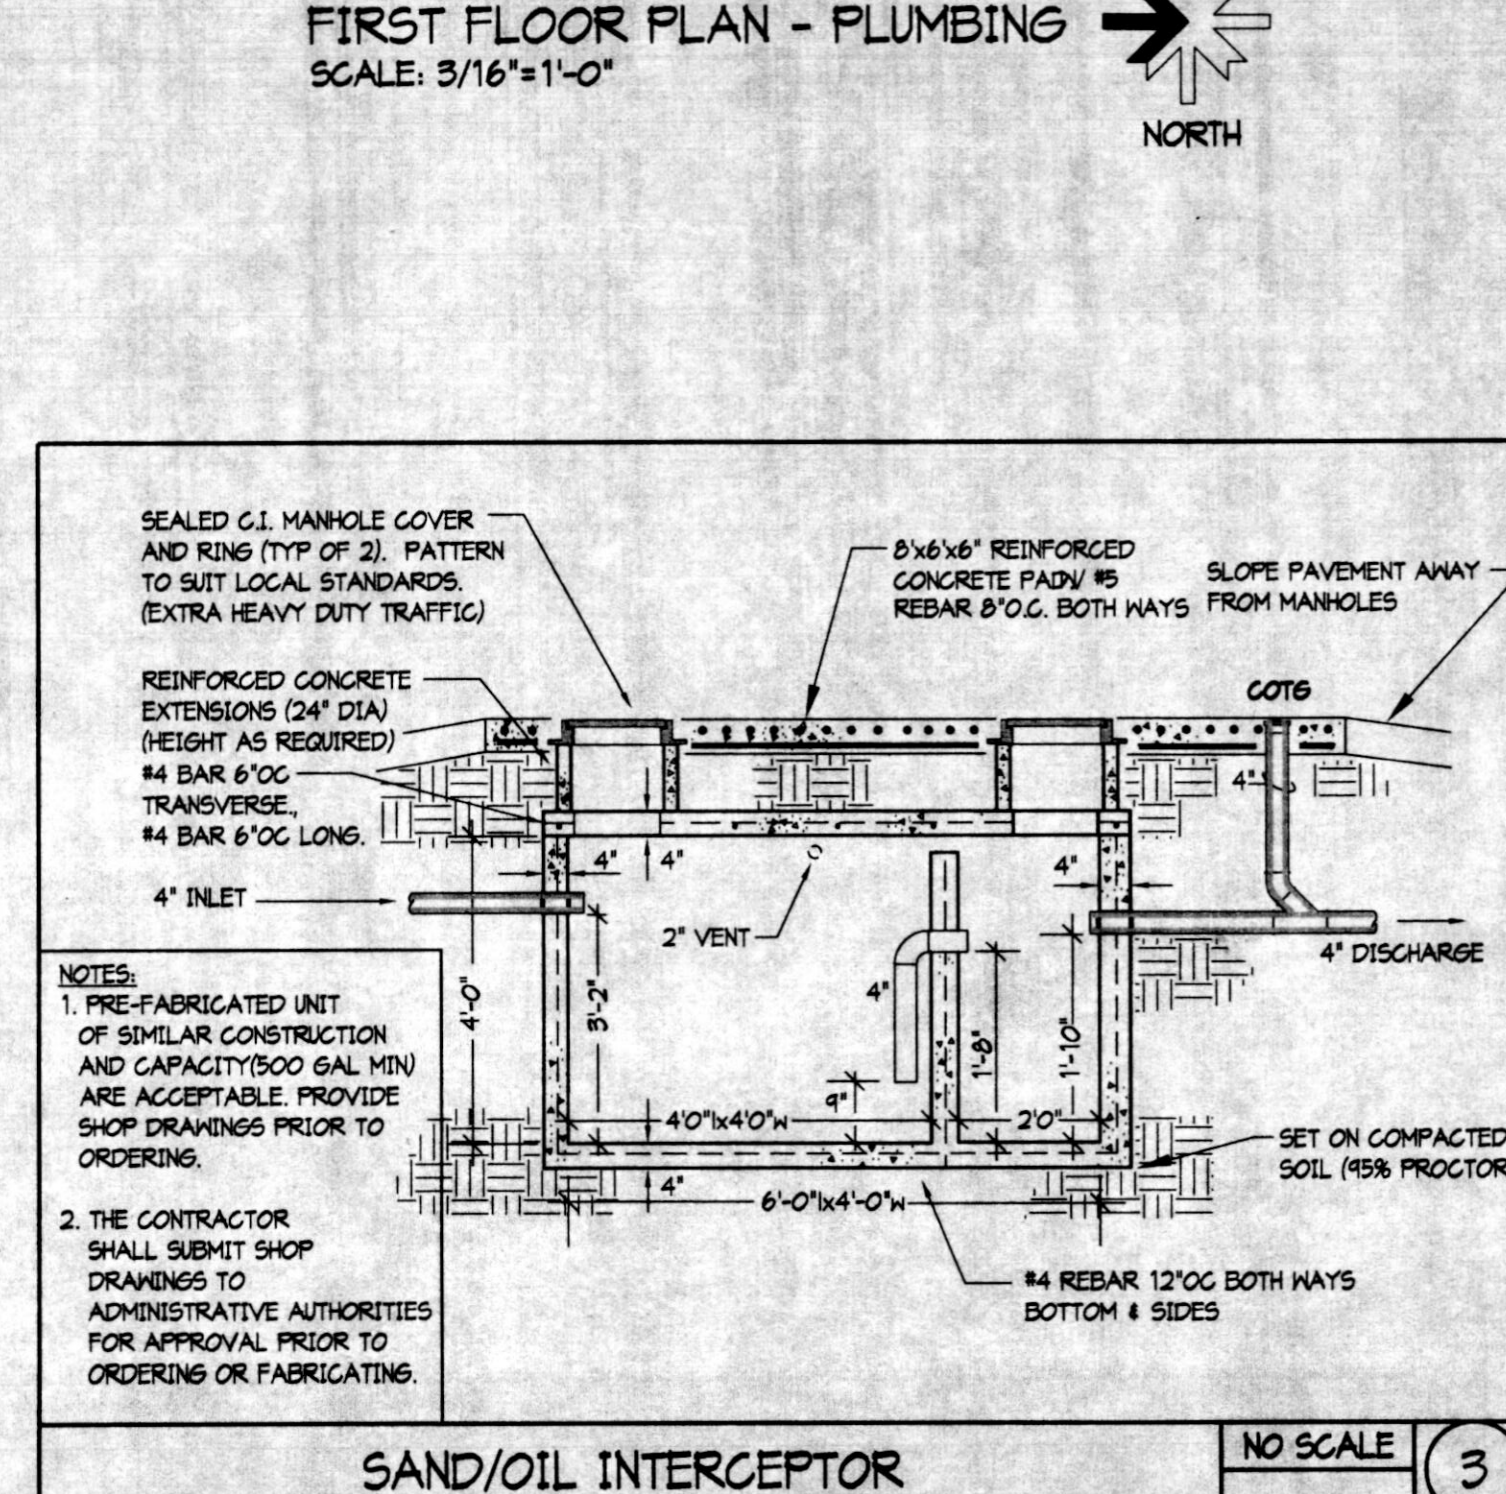 FIRST FLOOR PLAN - PLUMBING
SCALE: 3/16"=1'-0"
NORTH
SEALED C.I. MANHOLE COVER
AND RING (TYP OF 2). PATTERN
TO SUIT LOCAL STANDARDS.
(EXTRA HEAVY DUTY TRAFFIC)
8'x6'x6" REINFORCED
CONCRETE PADW/ #5
REBAR 8"O.C. BOTH WAYS
SLOPE PAVEMENT AWAY
FROM MANHOLES
REINFORCED CONCRETE
EXTENSIONS (24" DIA)
(HEIGHT AS REQUIRED)
#4 BAR 6"OC
TRANSVERSE.,
#4 BAR 6"OC LONG.
COTG
4"
4"
4"
4"
4" INLET
2" VENT
4" DISCHARGE
4'-0"
3'-2"
4"
9"
1'-8"
1'-10"
4'0"lx4'0"w
2'0"
4"
6'-0"lx4'-0"w
SET ON COMPACTED
SOIL (95% PROCTOR
#4 REBAR 12"OC BOTH WAYS
BOTTOM & SIDES
NOTES:
1. PRE-FABRICATED UNIT
OF SIMILAR CONSTRUCTION
AND CAPACITY(500 GAL MIN)
ARE ACCEPTABLE. PROVIDE
SHOP DRAWINGS PRIOR TO
ORDERING.
2. THE CONTRACTOR
SHALL SUBMIT SHOP
DRAWINGS TO
ADMINISTRATIVE AUTHORITIES
FOR APPROVAL PRIOR TO
ORDERING OR FABRICATING.
SAND/OIL INTERCEPTOR
NO SCALE
3